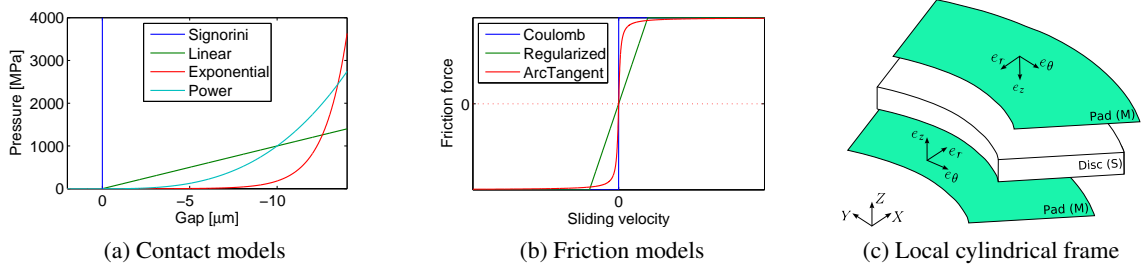 Pressure [MPa]
4000
3000
2000
1000
0
Signorini
Linear
Exponential
Power
0
−5
−10
Gap [μm]
(a) Contact models
Friction force
0
Coulomb
Regularized
ArcTangent
0
Sliding velocity
(b) Friction models
e_r
e_θ
e_z
Pad (M)
e_z
e_r
e_θ
Disc (S)
Pad (M)
Z
Y
X
(c) Local cylindrical frame